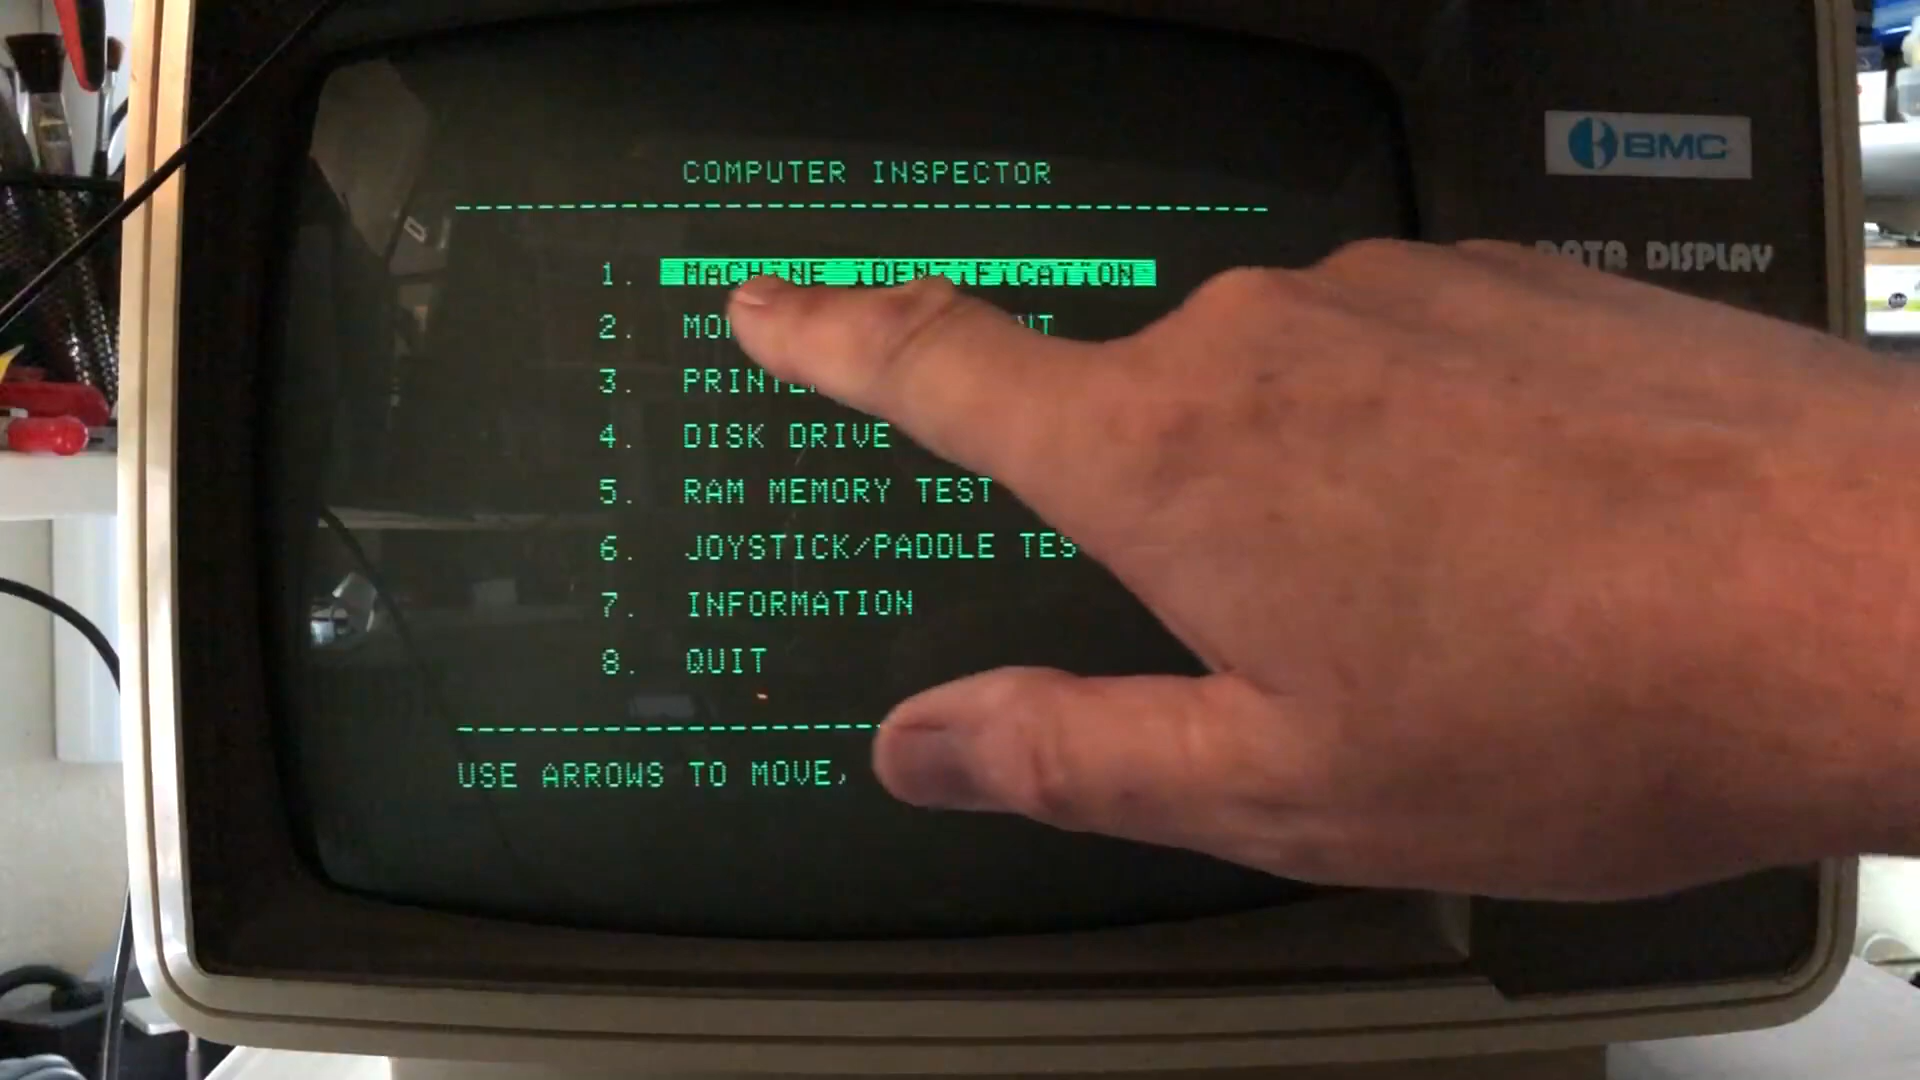 COMPUTER INSPECTOR
BMC
DATA DISPLAY
1. MACHINE IDENTIFICATION
2.
3.
4. DISK DRIVE
5. RAM MEMORY TEST
6. JOYSTICK/PADDLE
7. INFORMATION
8. QUIT
USE ARROWS TO MOVE,